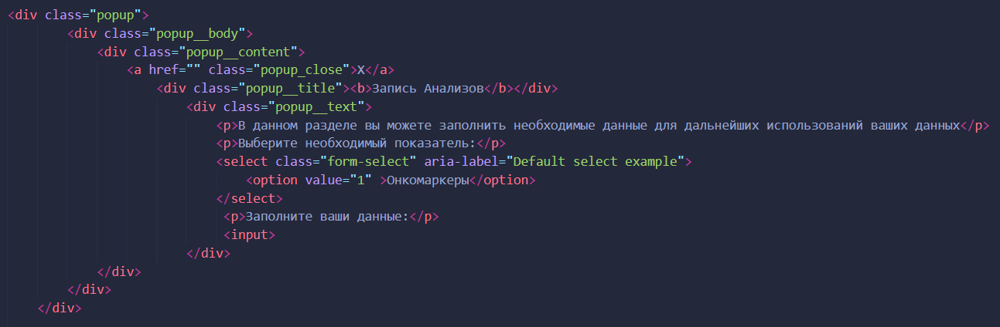 <div class="popup">
<div class="popup__body">
<div class="popup__content">
<a href="" class="popup_close">X</a>
<div class="popup__title"><b>Запись Анализов</b></div>
<div class="popup__text">
<p>В данном разделе вы можете заполнить необходимые данные для дальнейших использований ваших данных</p>
<p>Выберите необходимый показатель:</p>
<select class="form-select" aria-label="Default select example">
<option value="1" >Онкомаркеры</option>
</select>
<p>Заполните ваши данные:</p>
<input>
</div>
</div>
</div>
</div>